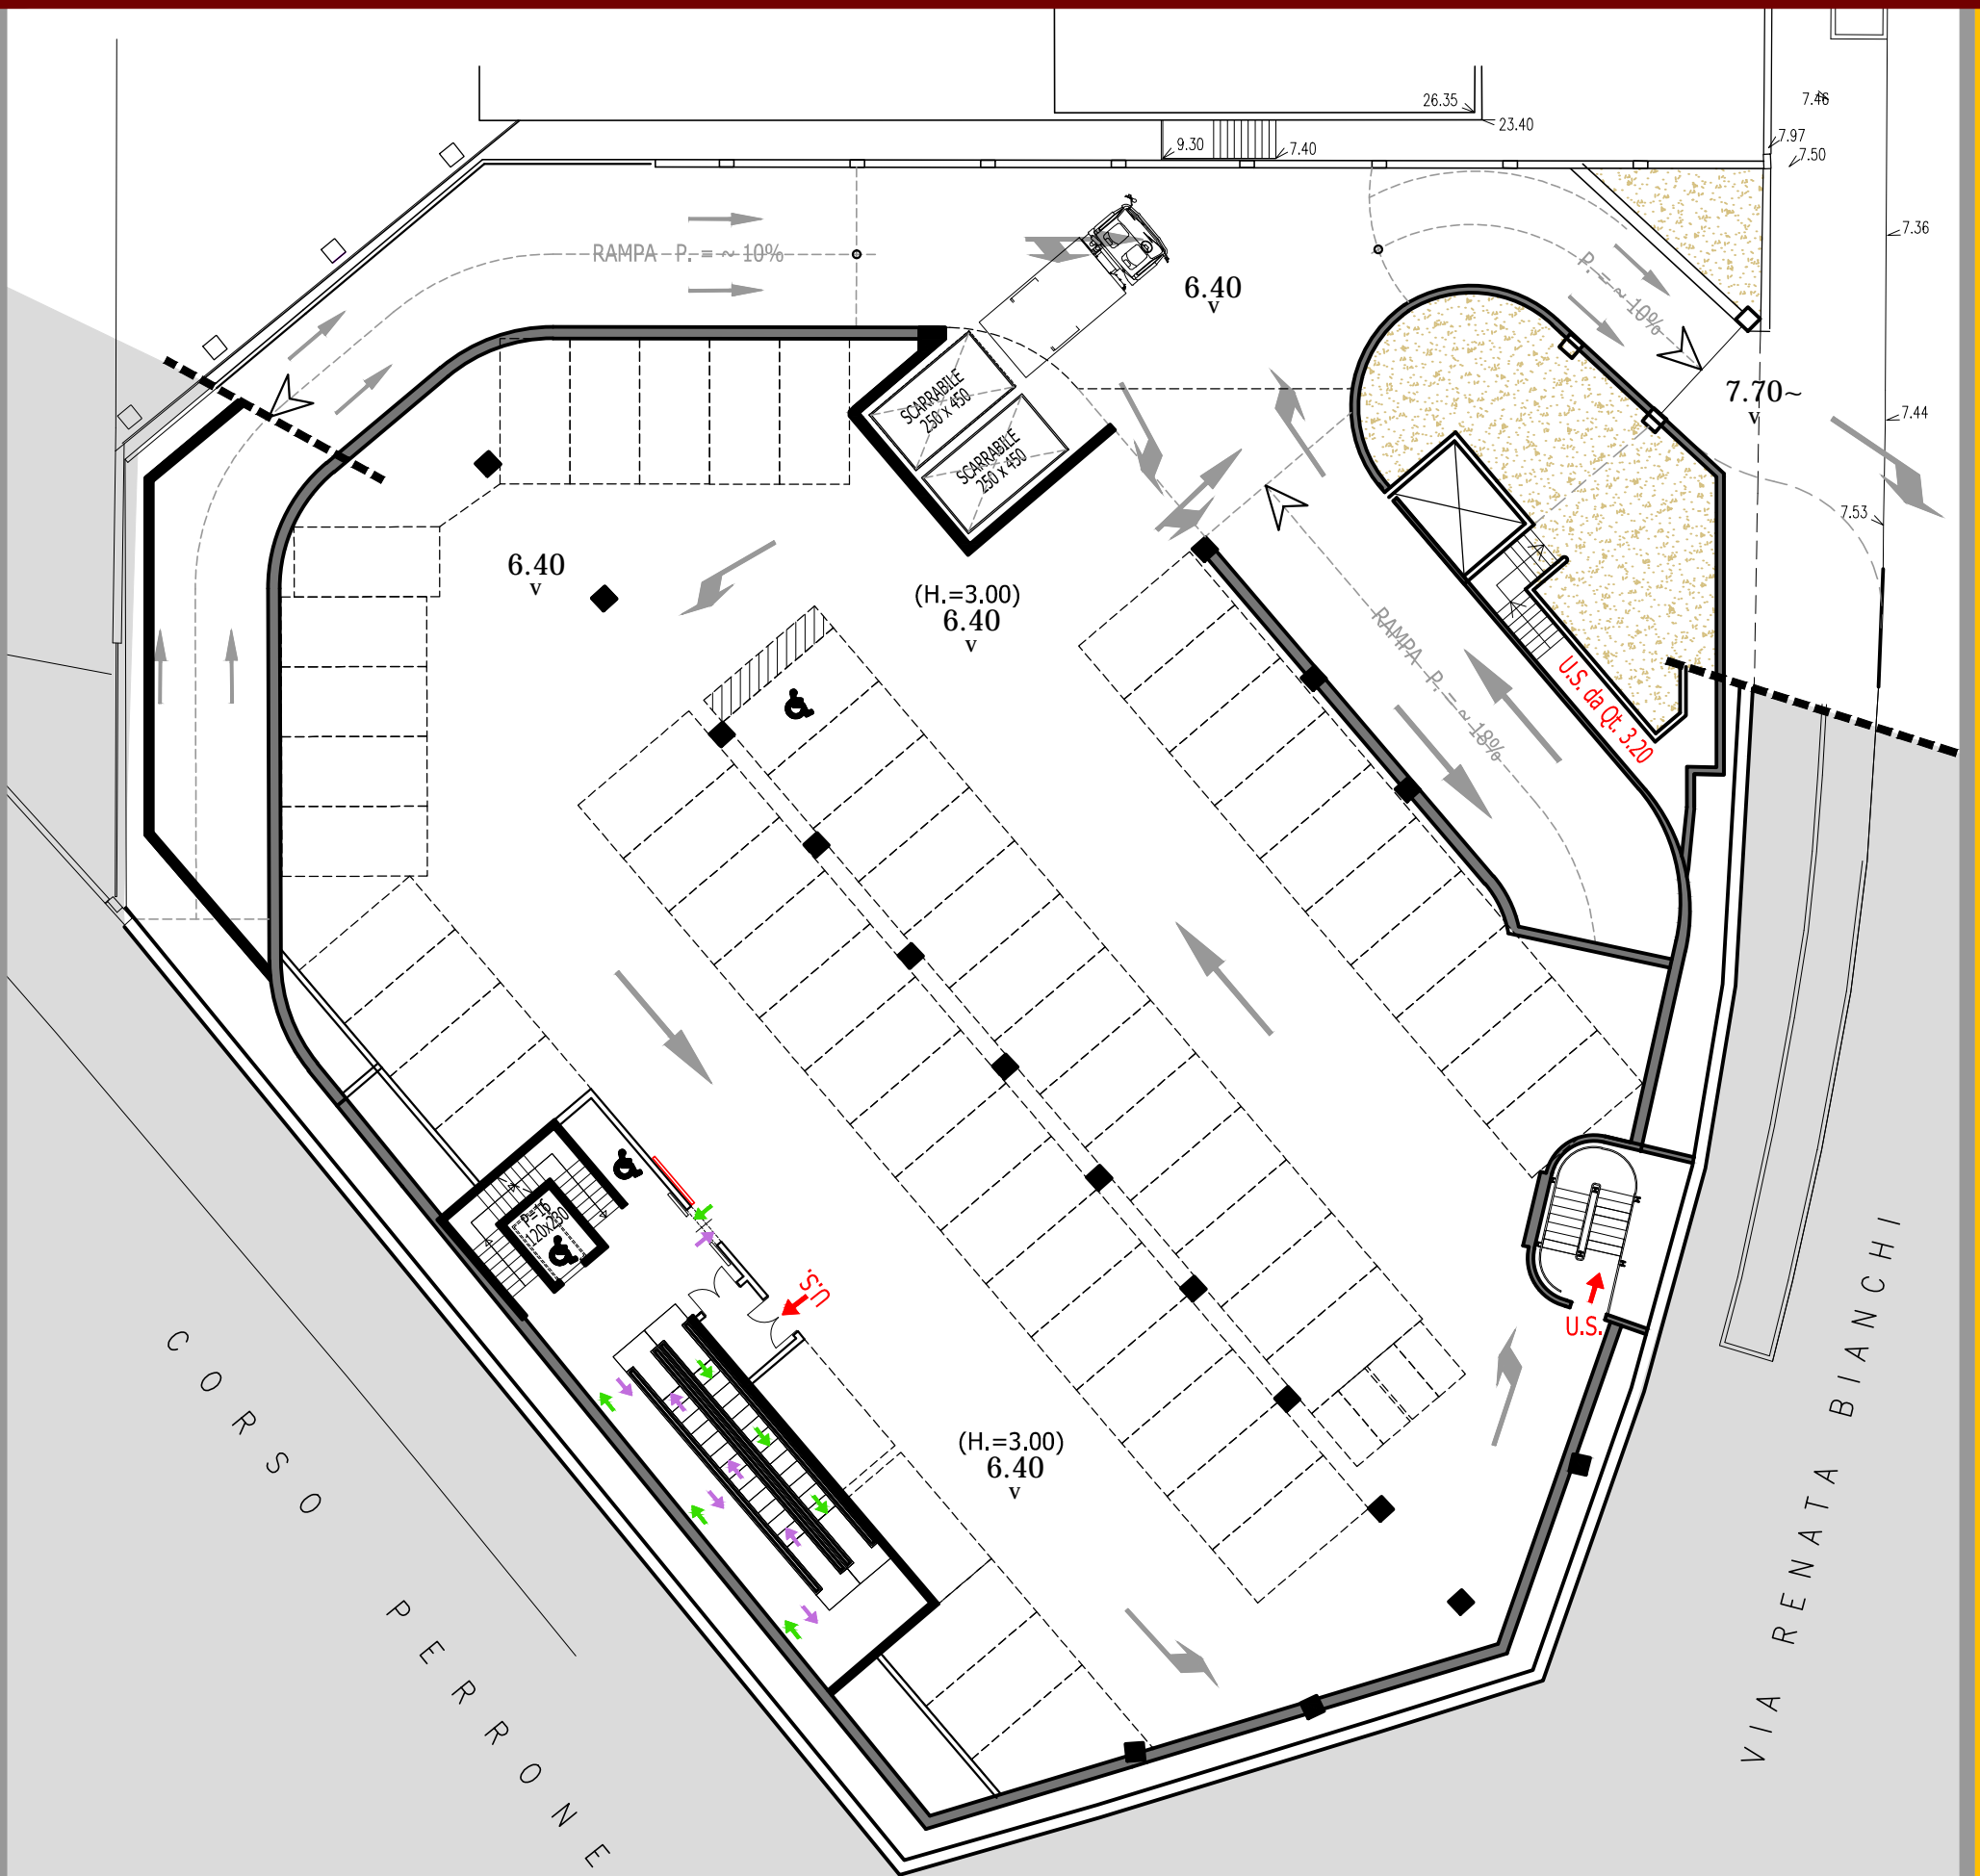 26.35
23.40
7.46
7.97
7.50
9.30
7.40
7.36
RAMPA P. = ~ 10%
6.40
v
P. = ~ 10%
7.70~
v
7.44
SCARRABILE
250 x 450
SCARRABILE
250 x 450
7.53
6.40
v
(H.=3.00)
6.40
v
RAMPA P. = ~ 18%
U.S. da Qt. 3.20
P=16
120x230
U.S.
U.S.
(H.=3.00)
6.40
v
CORSO PERRONE
VIA RENATA BIANCHI